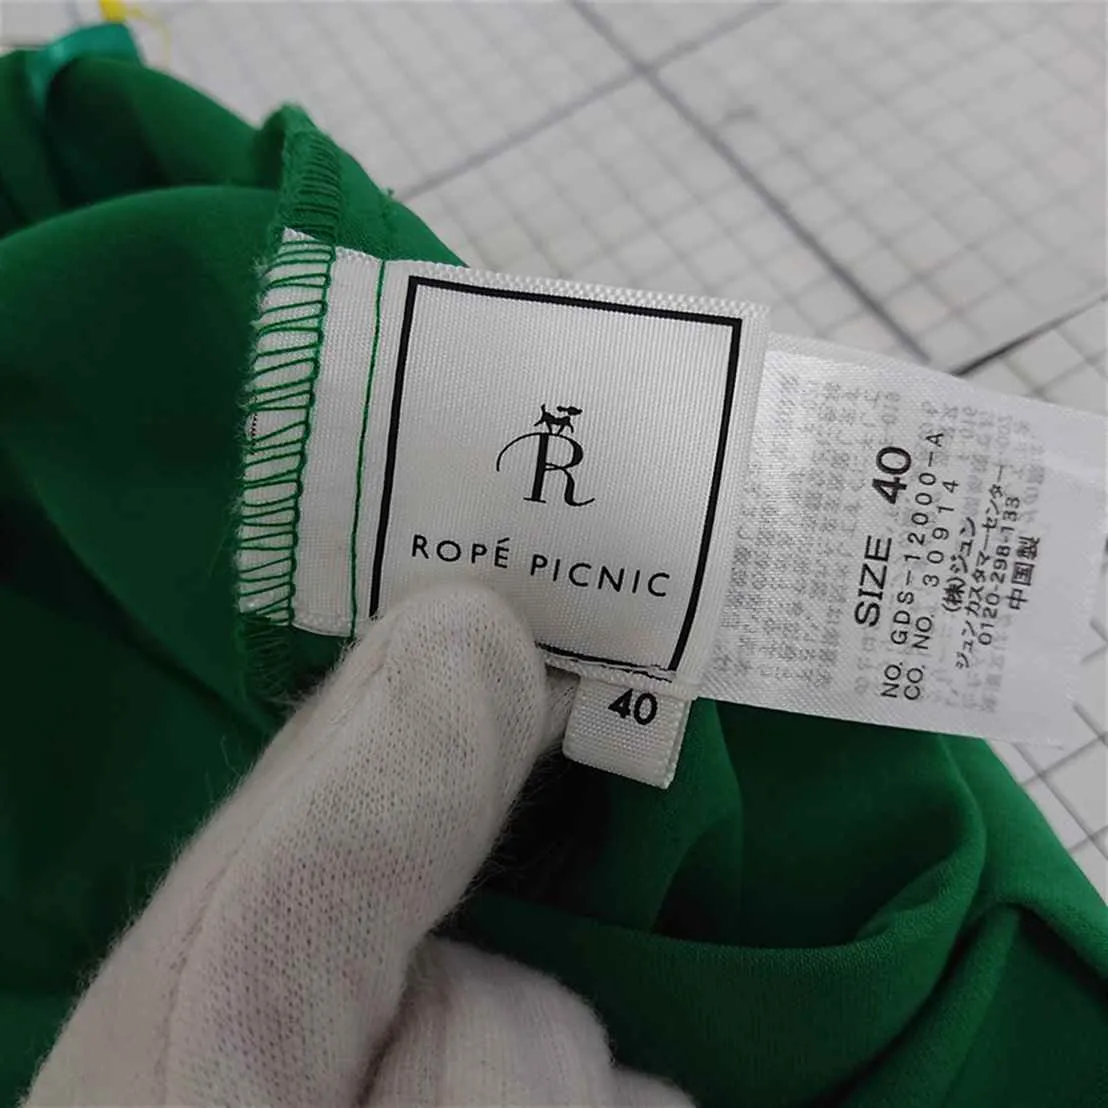 R
ROPÉ PICNIC
40
SIZE 40
NO. GDS-12000-A
CO. NO. 30914
(株)ジュン
ジュンカスタマーセンター
0120-298-133
中国製